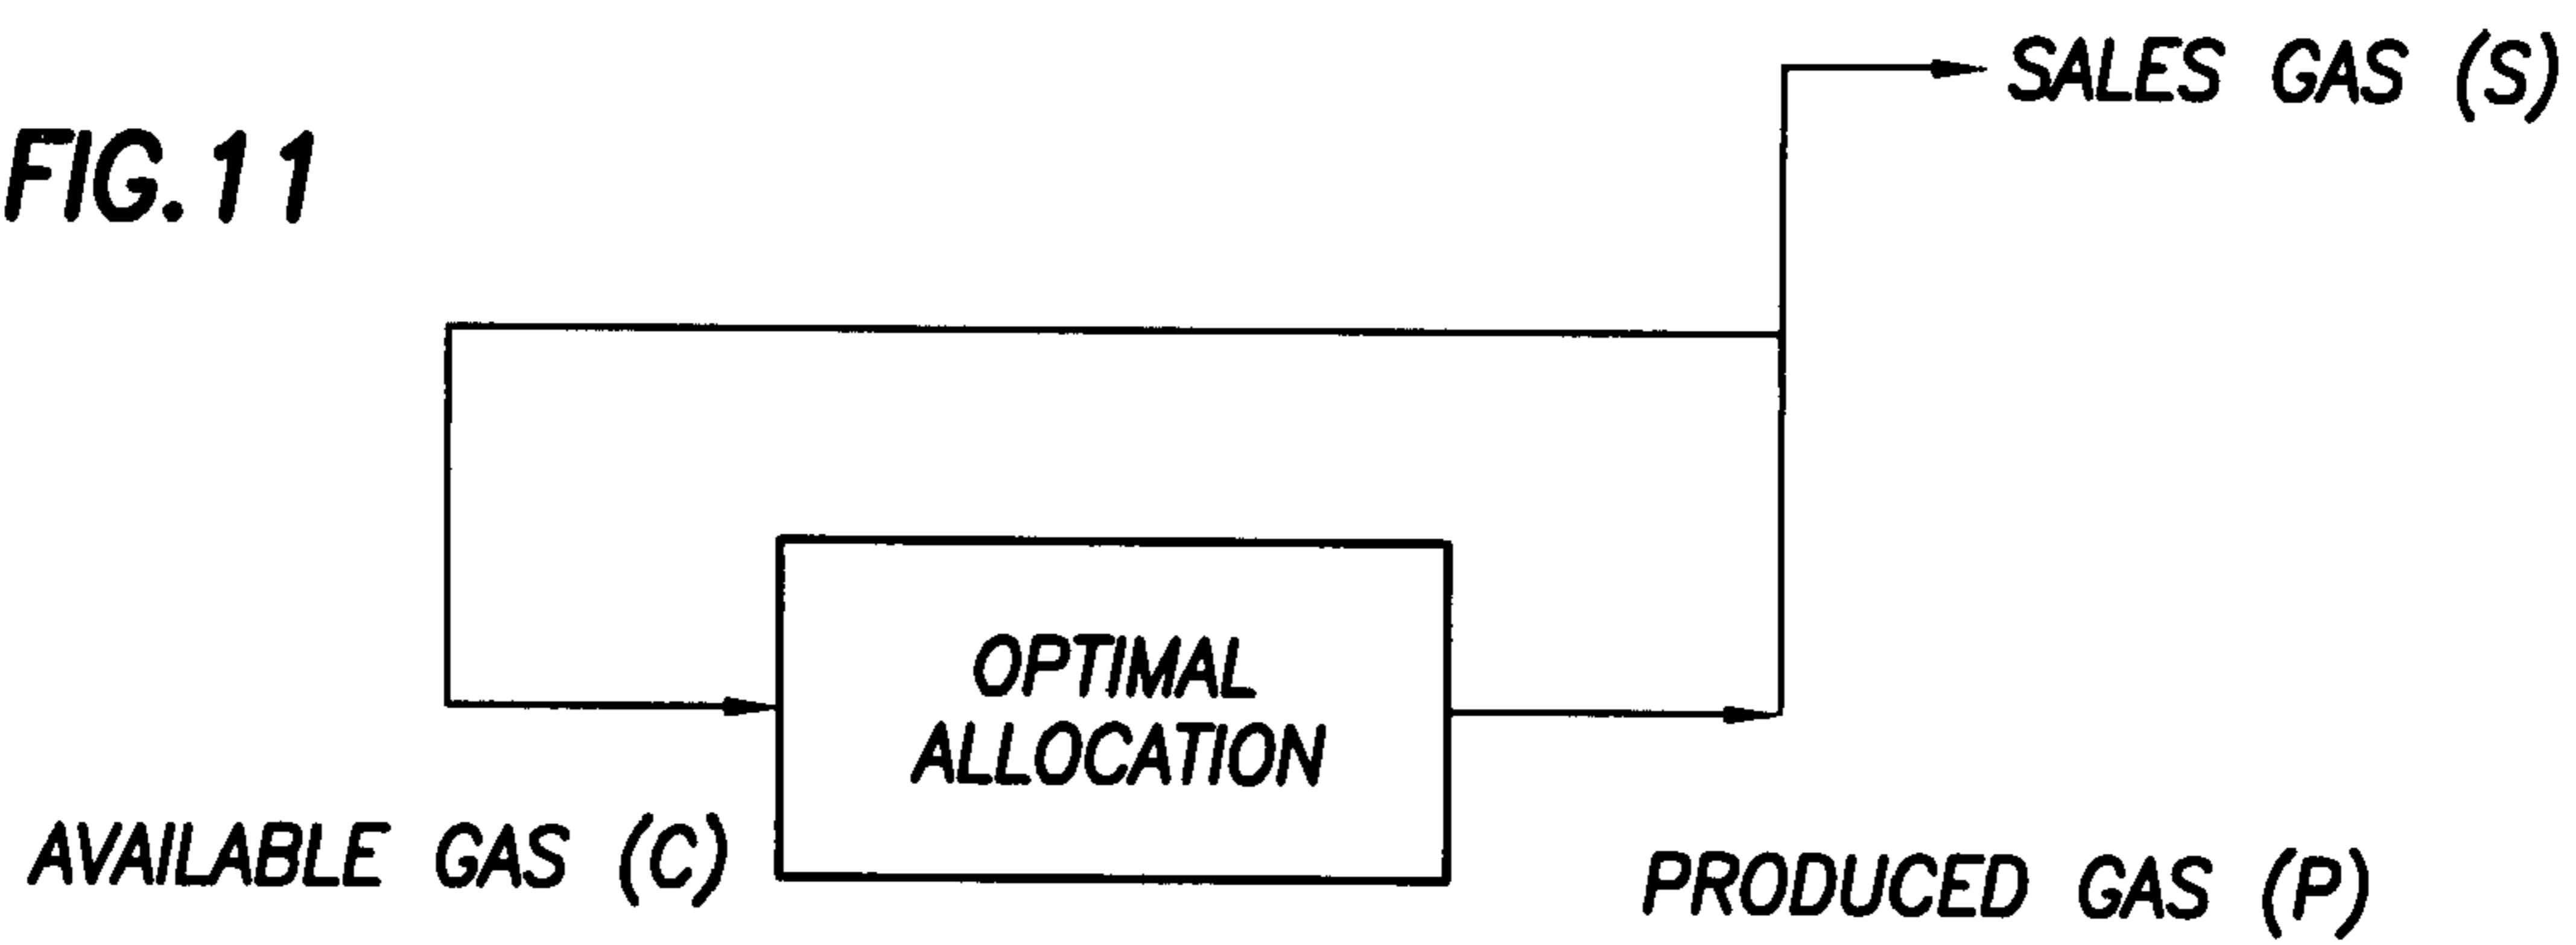 SALES GAS (S)
FIG. 11
OPTIMAL
ALLOCATION
AVAILABLE GAS (C)
PRODUCED GAS (P)